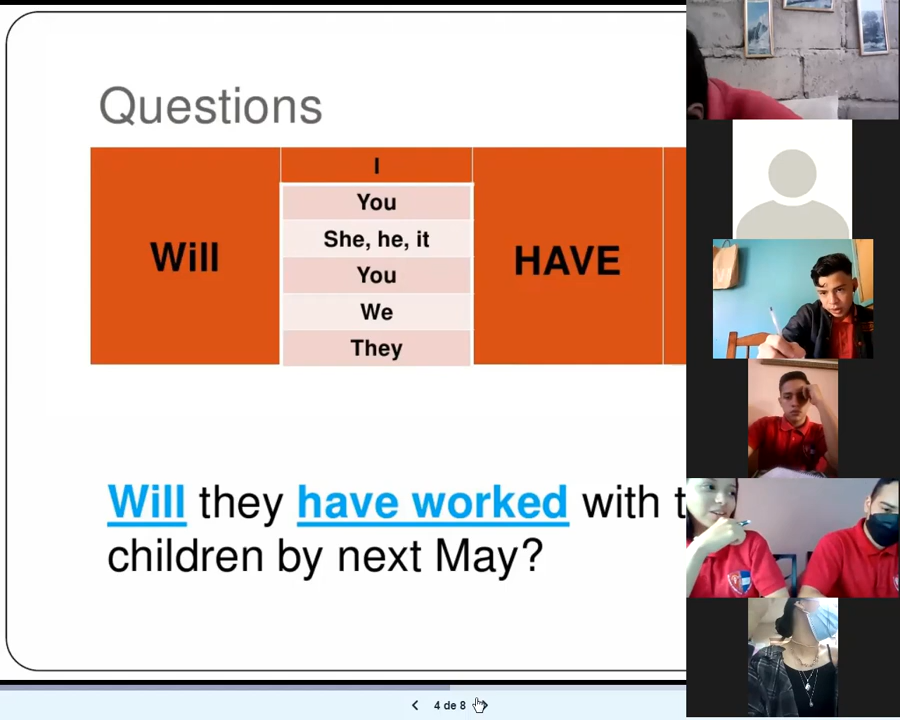 Questions
I
You
She, he, it
Will
HAVE
You
We
They
Will they have worked with t
children by next May?
4 de 8